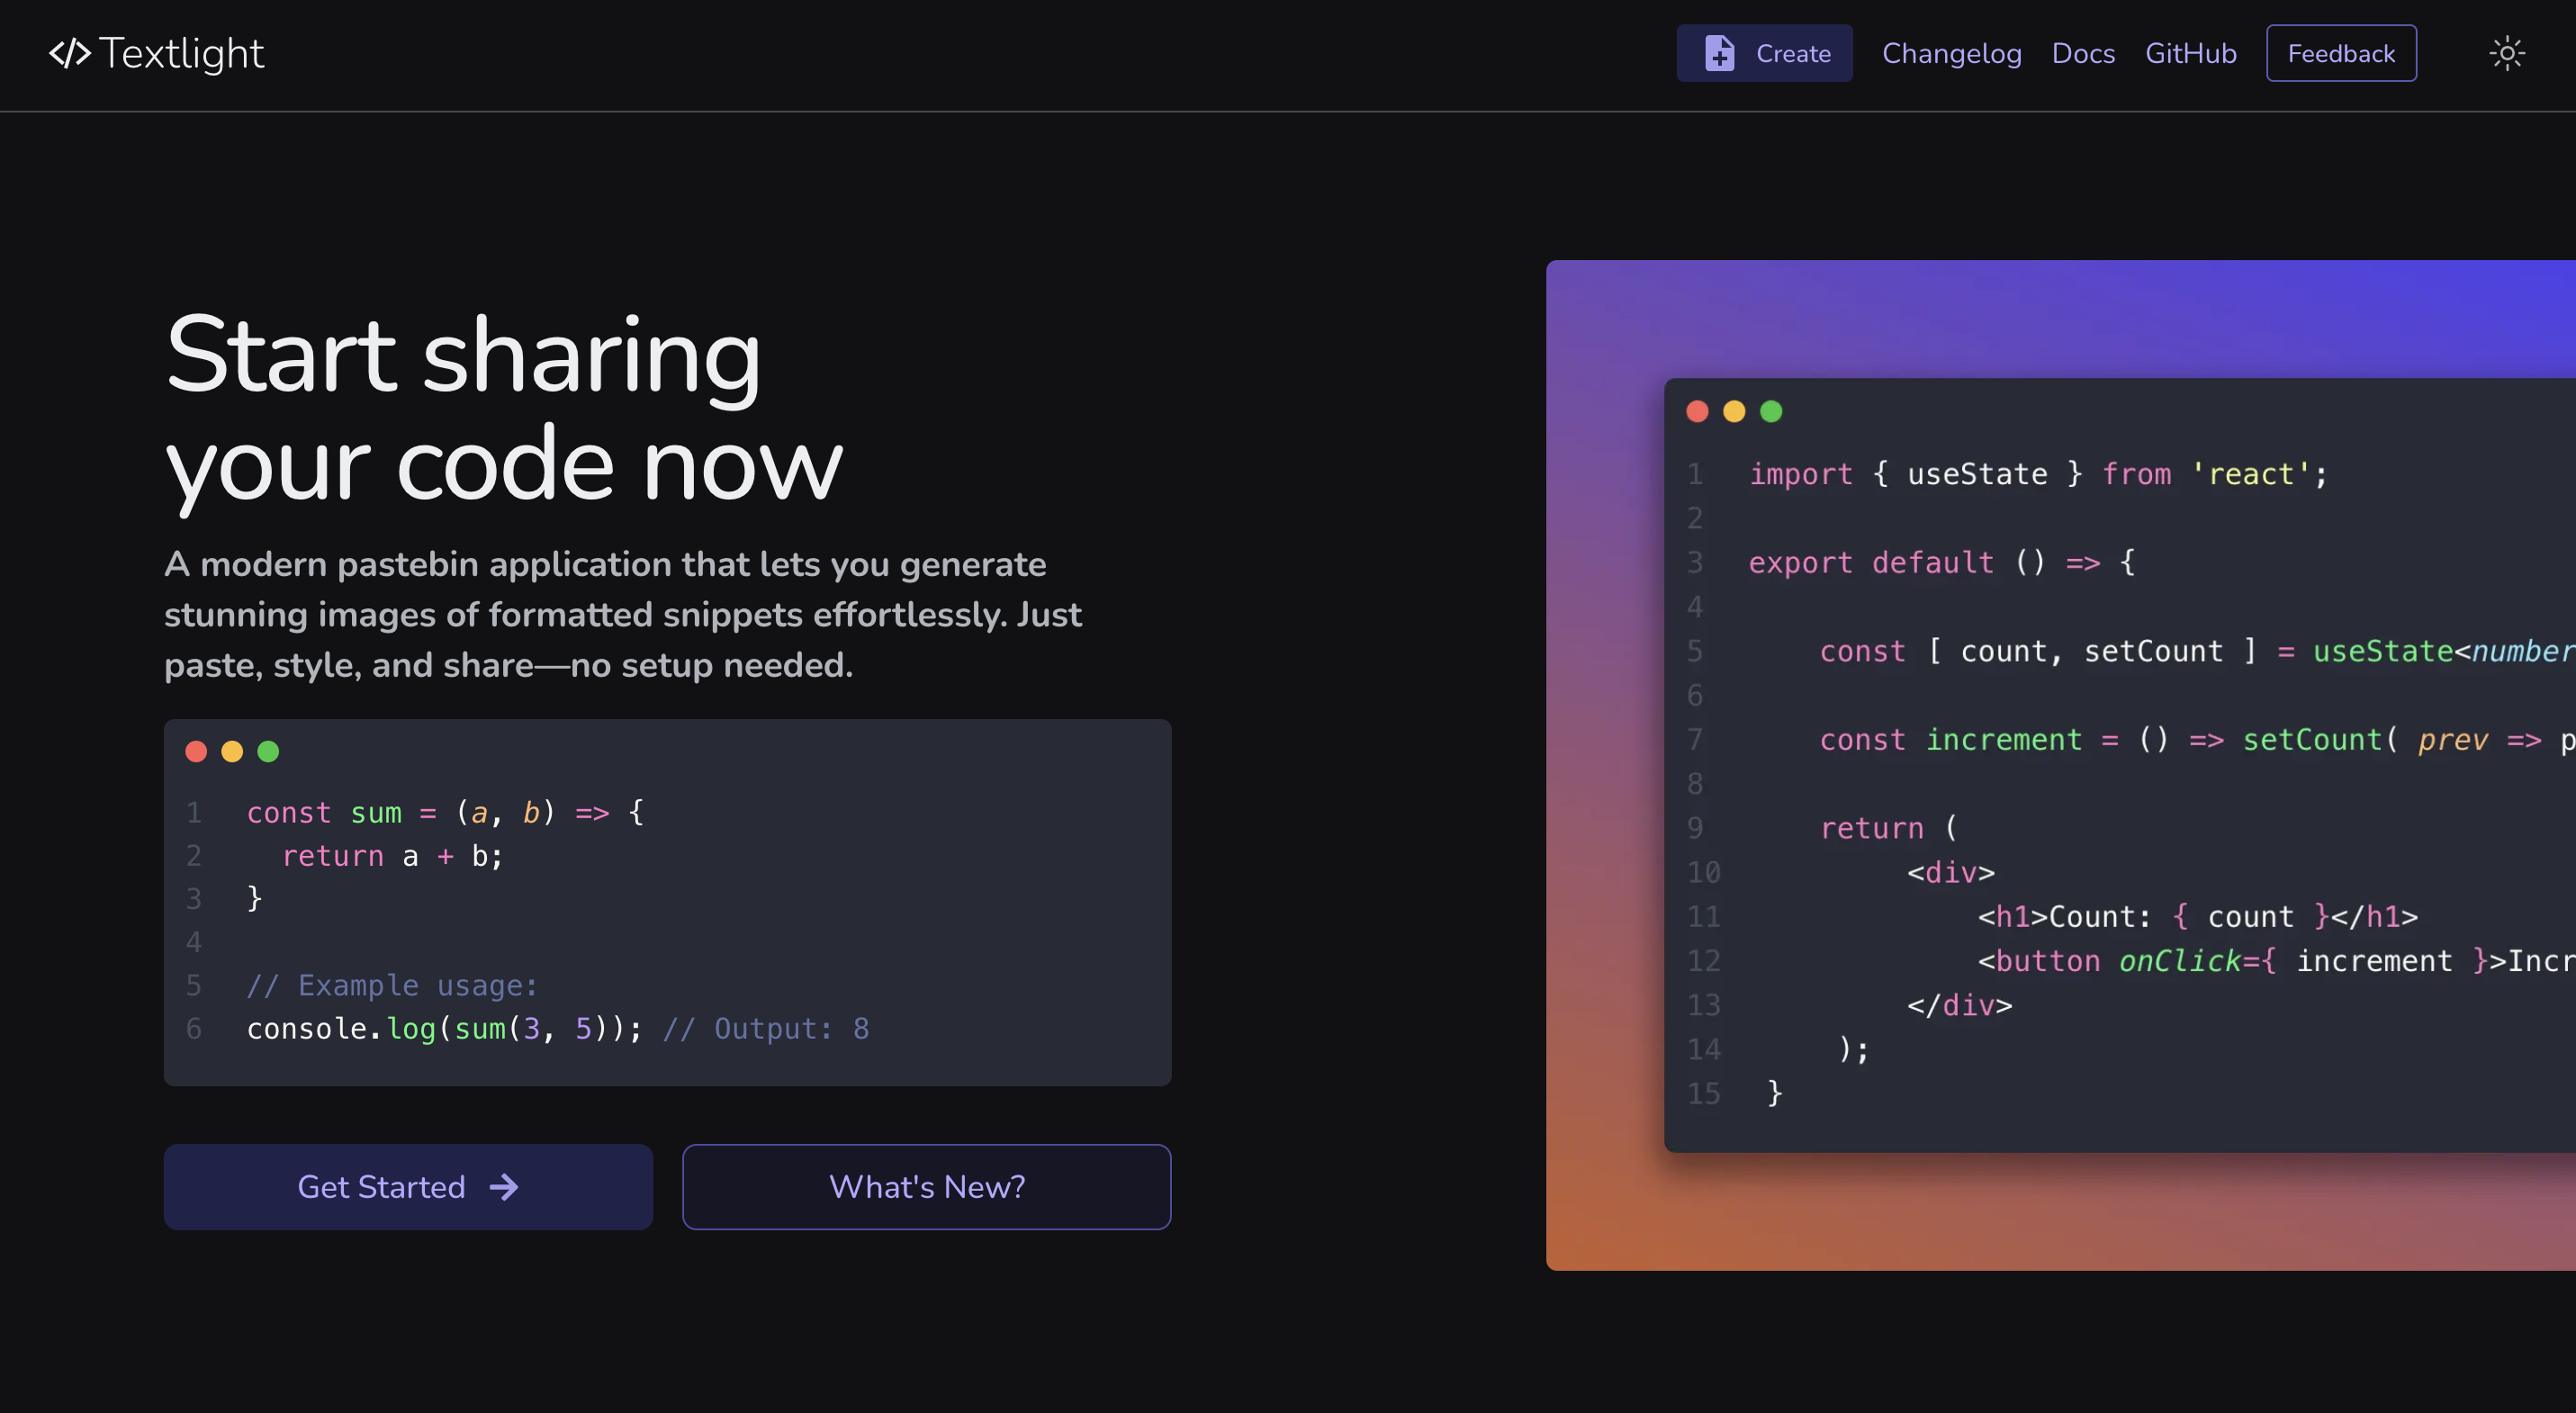 </> Textlight
Create
Changelog
Docs
GitHub
Feedback
Start sharing
your code now
A modern pastebin application that lets you generate
stunning images of formatted snippets effortlessly. Just
paste, style, and share—no setup needed.
1 const sum = (a, b) => {
2   return a + b;
3 }
4
5 // Example usage:
6 console.log(sum(3, 5)); // Output: 8
Get Started →
What's New?
1 import { useState } from 'react';
2
3 export default () => {
4
5     const [ count, setCount ] = useState<number
6
7     const increment = () => setCount( prev => p
8
9     return (
10          <div>
11              <h1>Count: { count }</h1>
12              <button onClick={ increment }>Incr
13          </div>
14      );
15  }